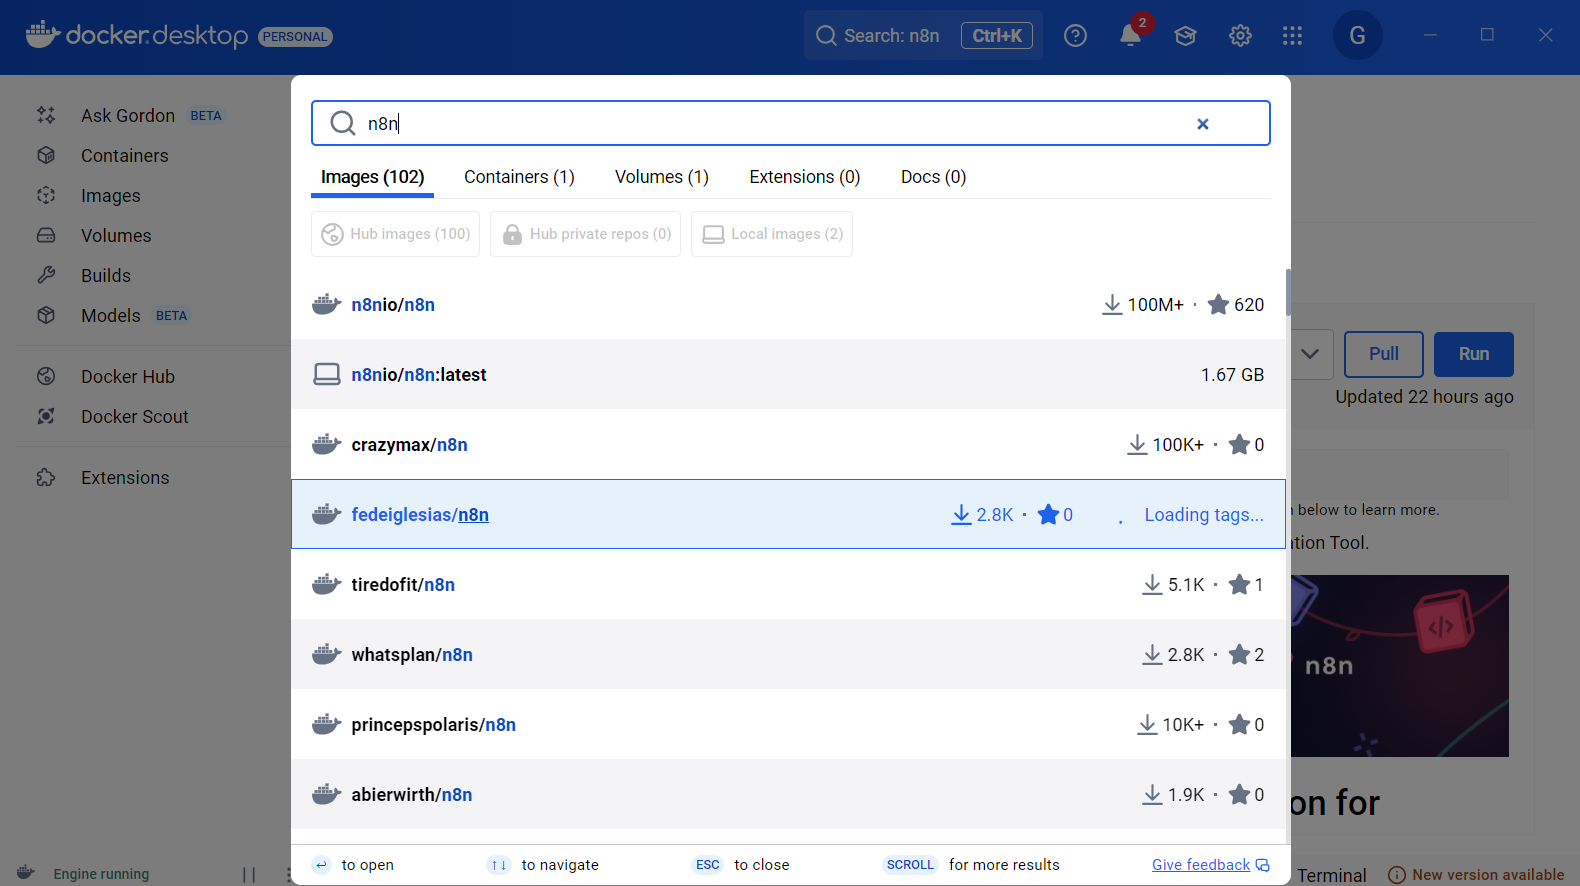 docker.desktop PERSONAL
Search: n8n Ctrl+K
2
G
Ask Gordon BETA
Containers
Images
Volumes
Builds
Models BETA
Docker Hub
Docker Scout
Extensions
n8n
Images (102) Containers (1) Volumes (1) Extensions (0) Docs (0)
Hub images (100) Hub private repos (0) Local images (2)
n8nio/n8n 100M+ · 620
n8nio/n8n:latest 1.67 GB
crazymax/n8n 100K+ · 0
fedeiglesias/n8n 2.8K · 0 Loading tags...
tiredofit/n8n 5.1K · 1
whatsplan/n8n 2.8K · 2
princepspolaris/n8n 10K+ · 0
abierwirth/n8n 1.9K · 0
↩ to open ↑↓ to navigate ESC to close SCROLL for more results Give feedback
Pull Run
Updated 22 hours ago
below to learn more.
Tool.
n8n
for
Engine running
Terminal New version available